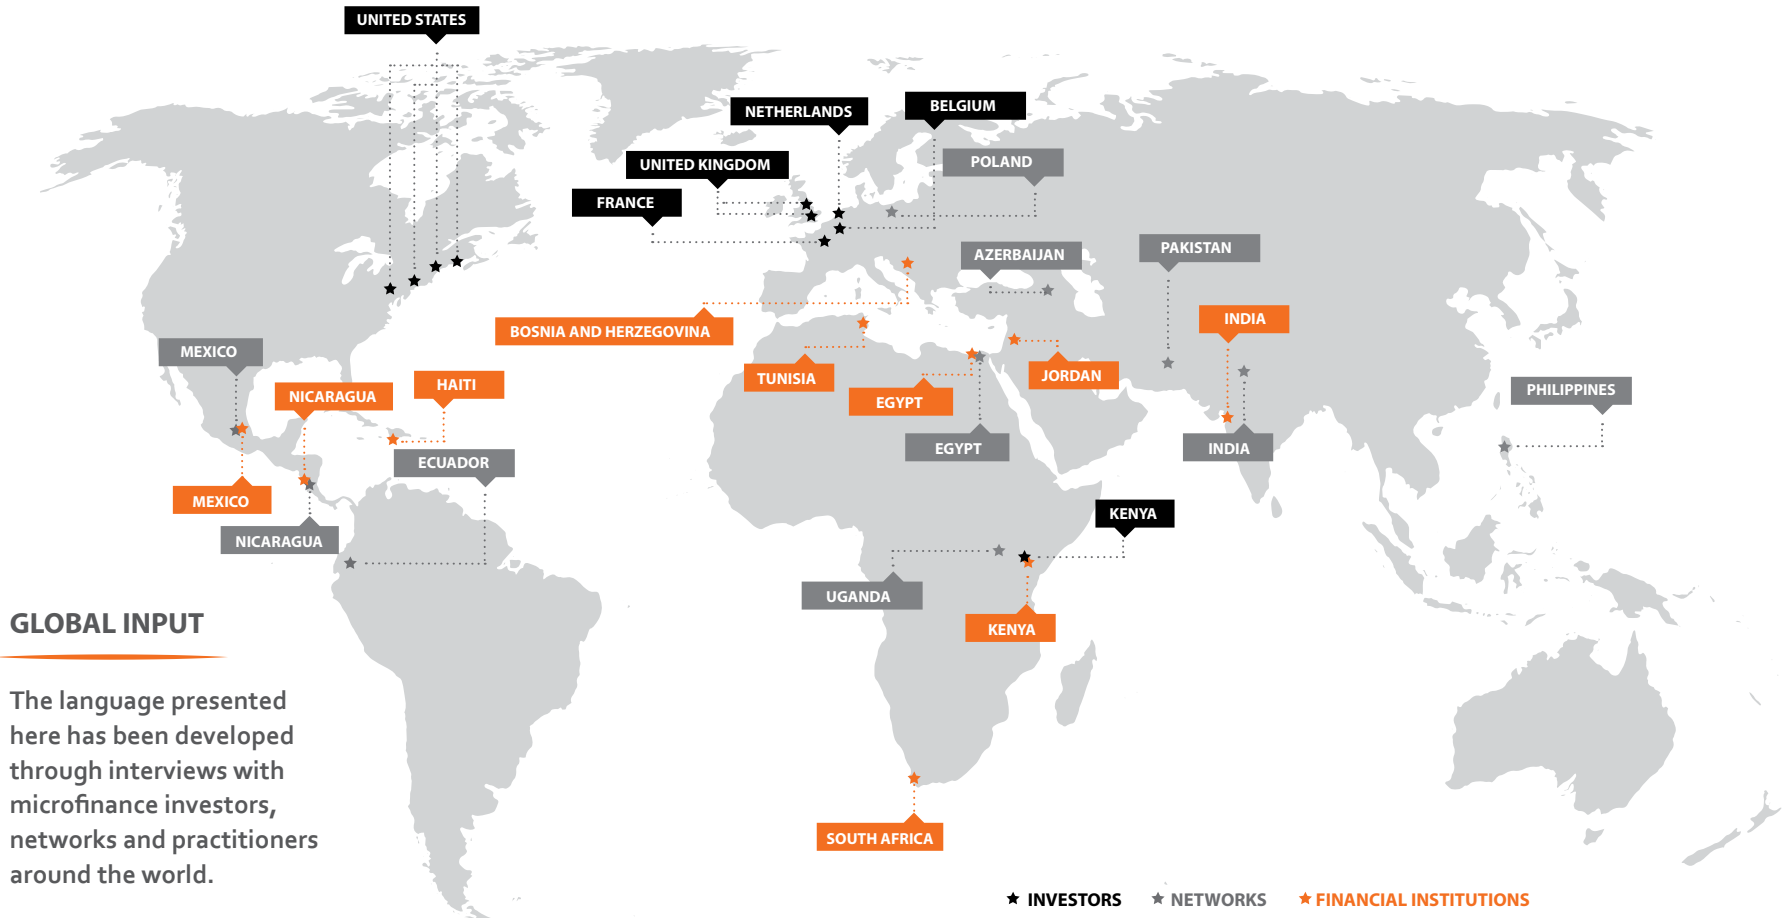 UNITED STATES
NETHERLANDS
BELGIUM
UNITED KINGDOM
POLAND
FRANCE
AZERBAIJAN
PAKISTAN
BOSNIA AND HERZEGOVINA
INDIA
MEXICO
HAITI
NICARAGUA
TUNISIA
JORDAN
EGYPT
PHILIPPINES
ECUADOR
EGYPT
INDIA
MEXICO
KENYA
NICARAGUA
UGANDA
KENYA
GLOBAL INPUT
The language presented
here has been developed
through interviews with
microfinance investors,
networks and practitioners
around the world.
SOUTH AFRICA
INVESTORS
NETWORKS
FINANCIAL INSTITUTIONS